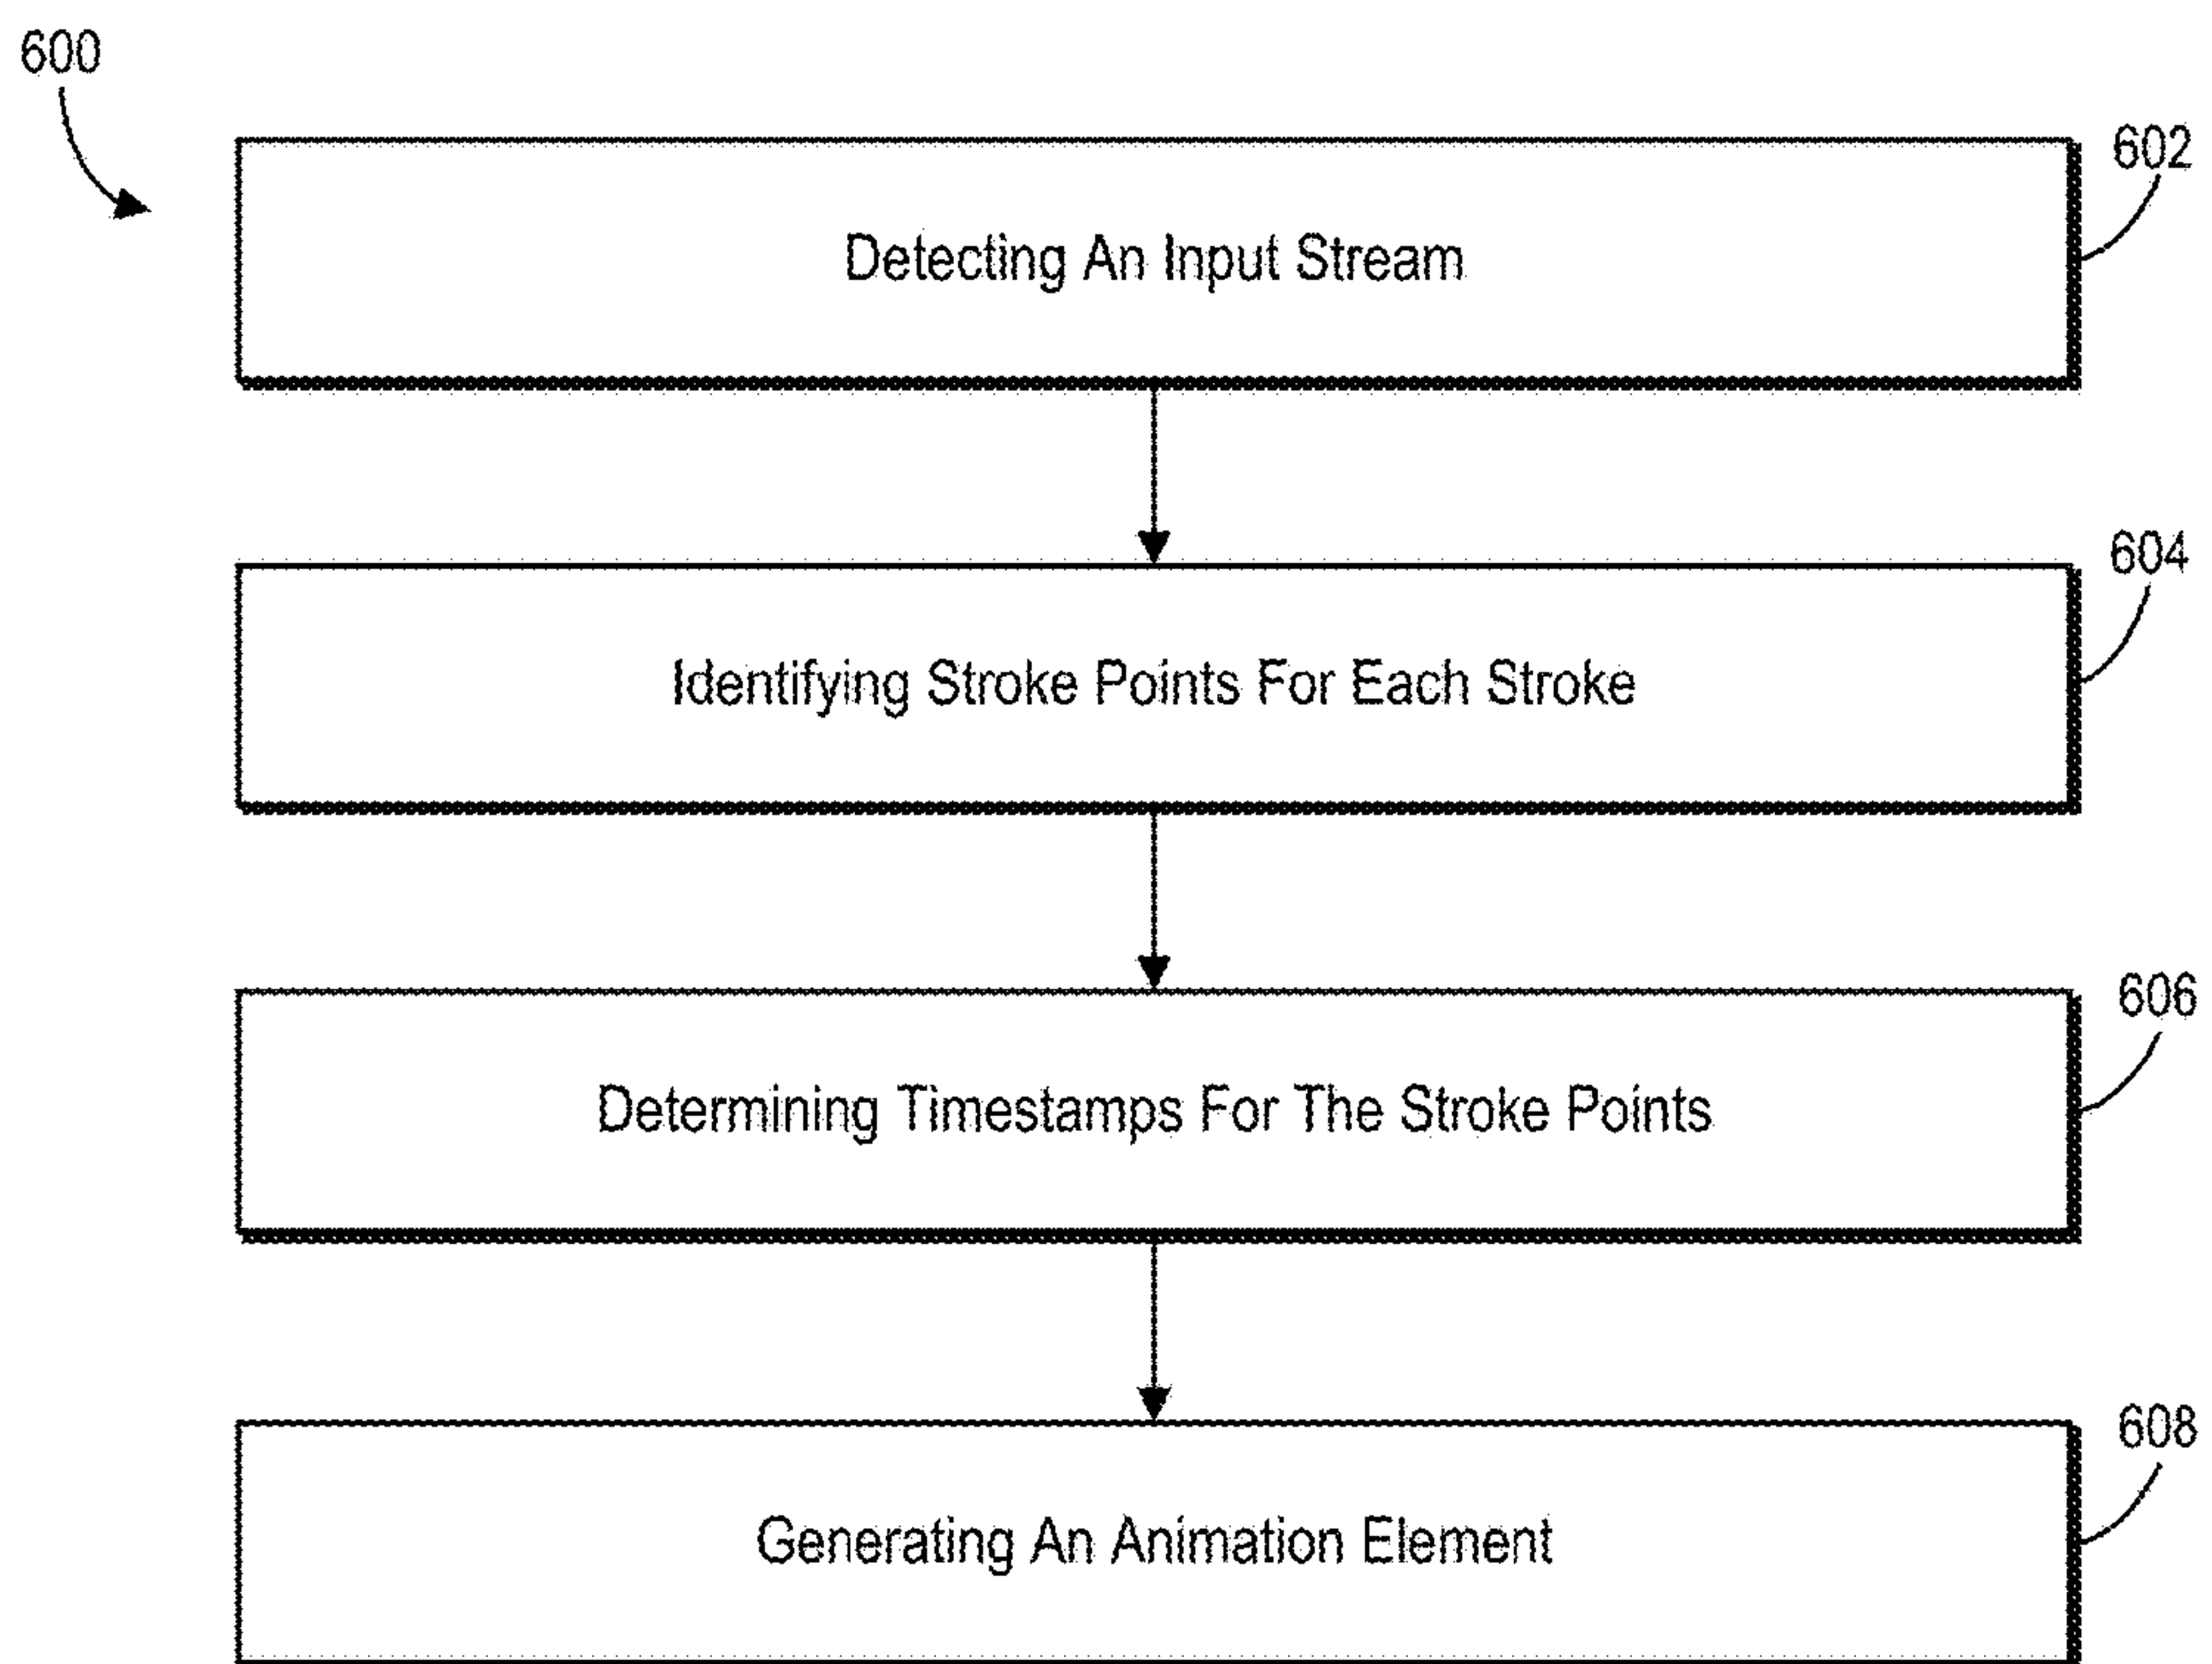 600
602
Detecting An Input Stream
604
Identifying Stroke Points For Each Stroke
606
Determining Timestamps For The Stroke Points
608
Generating An Animation Element